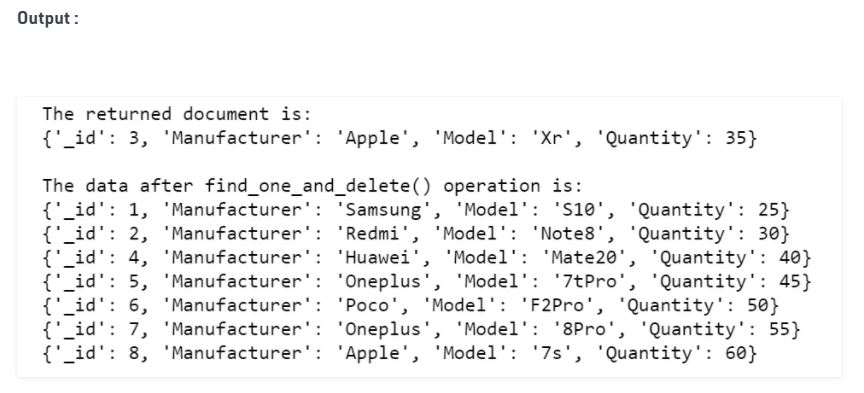 Output :
The returned document is:
{'_id': 3, 'Manufacturer': 'Apple', 'Model': 'Xr', 'Quantity': 35}
The data after find_one_and_delete() operation is:
{'_id': 1, 'Manufacturer': 'Samsung', 'Model': 'S10', 'Quantity': 25}
{'_id': 2, 'Manufacturer': 'Redmi', 'Model': 'Note8', 'Quantity': 30}
{'_id': 4, 'Manufacturer': 'Huawei', 'Model': 'Mate20', 'Quantity': 40}
{'_id': 5, 'Manufacturer': 'Oneplus', 'Model': '7tPro', 'Quantity': 45}
{'_id': 6, 'Manufacturer': 'Poco', 'Model': 'F2Pro', 'Quantity': 50}
{'_id': 7, 'Manufacturer': 'Oneplus', 'Model': '8Pro', 'Quantity': 55}
{'_id': 8, 'Manufacturer': 'Apple', 'Model': '7s', 'Quantity': 60}